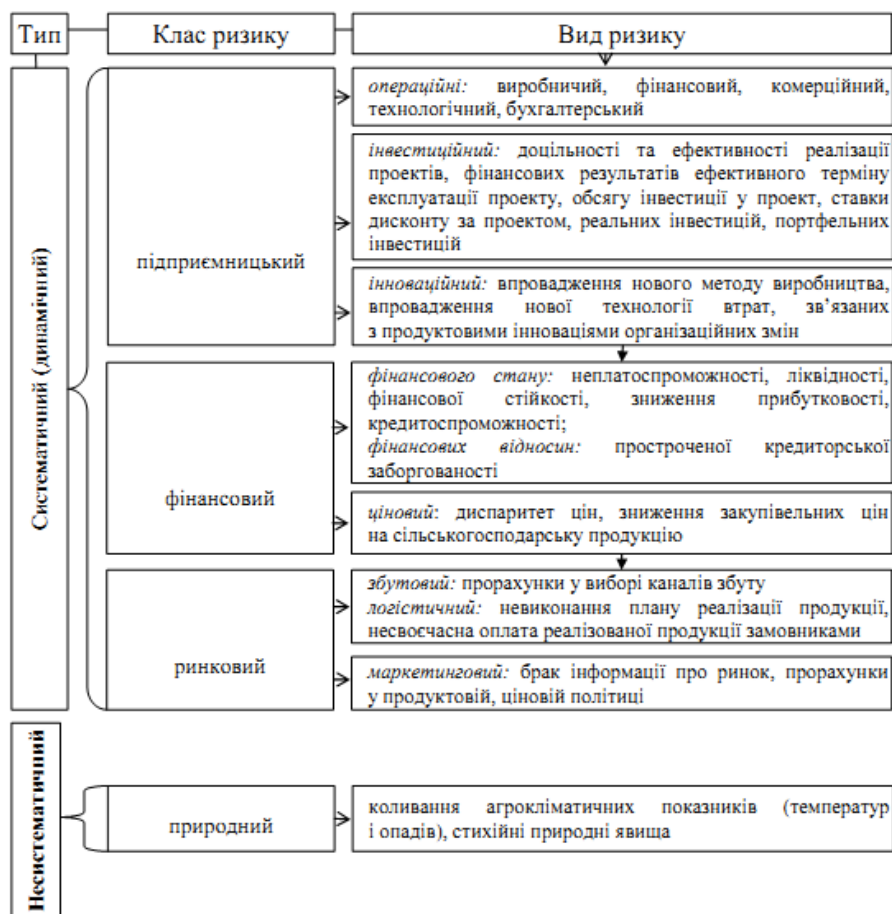 Тип
Клас ризику
Вид ризику
Систематичний (динамічний)
підприємницький
операційні: виробничий, фінансовий, комерційний,
технологічний, бухгалтерський
інвестиційний: доцільності та ефективності реалізації
проектів, фінансових результатів ефективного терміну
експлуатації проекту, обсягу інвестиції у проект, ставки
дисконту за проектом, реальних інвестицій, портфельних
інвестицій
інноваційний: впровадження нового методу виробництва,
впровадження нової технології втрат, зв’язаних
з продуктовими інноваціями організаційних змін
фінансовий
фінансового стану: неплатоспроможності, ліквідності,
фінансової стійкості, зниження прибутковості,
кредитоспроможності;
фінансових відносин: простроченої кредиторської
заборгованості
ціновий: диспаритет цін, зниження закупівельних цін
на сільськогосподарську продукцію
ринковий
збутовий: прорахунки у виборі каналів збуту
логістичний: невиконання плану реалізації продукції,
несвоєчасна оплата реалізованої продукції замовниками
маркетинговий: брак інформації про ринок, прорахунки
у продуктовій, ціновій політиці
Несистематичний
природний
коливання агрокліматичних показників (температур
і опадів), стихійні природні явища